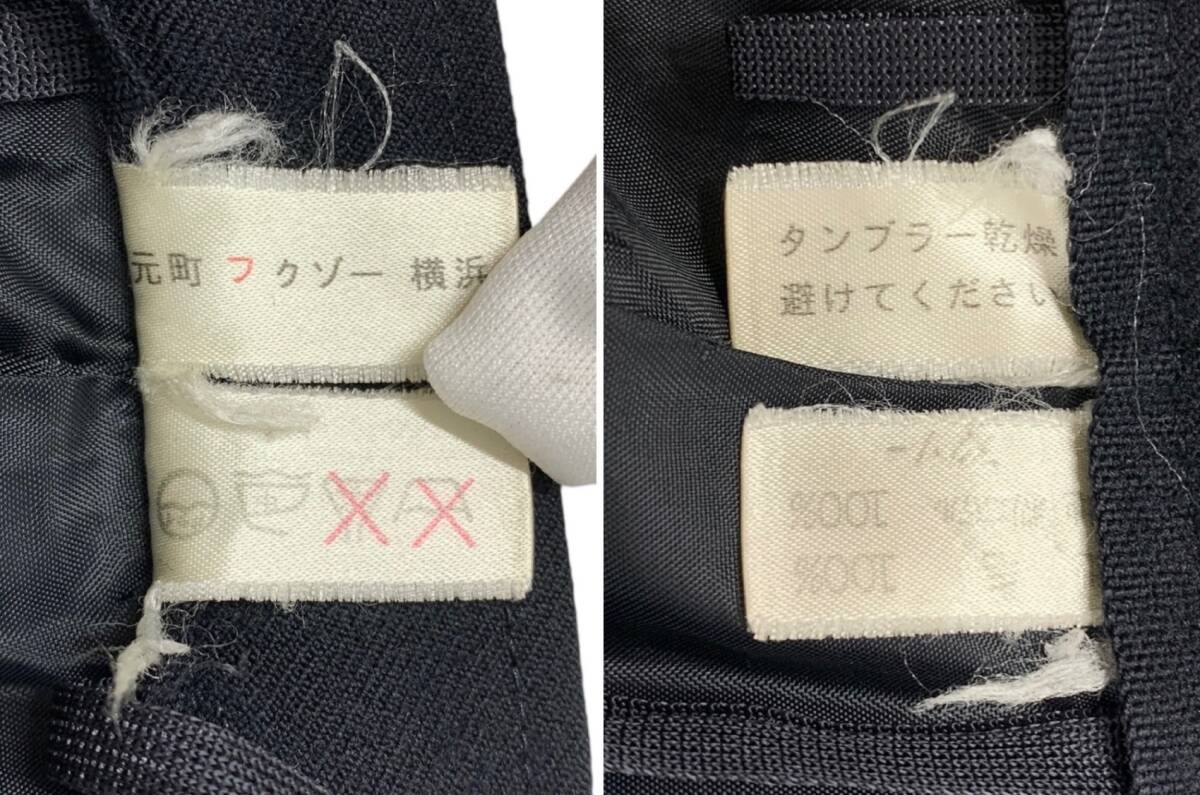 元町 フクゾー 横浜
タンブラー乾燥
避けてください
100%
100%